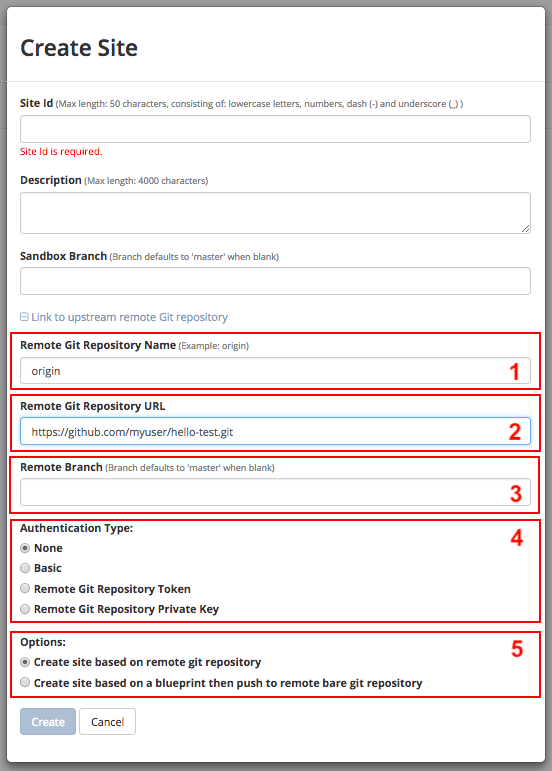 Create Site
Site Id (Max length: 50 characters, consisting of: lowercase letters, numbers, dash (-) and underscore (_) )
Site Id is required.
Description (Max length: 4000 characters)
Sandbox Branch (Branch defaults to 'master' when blank)
Link to upstream remote Git repository
Remote Git Repository Name (Example: origin)
origin 1
Remote Git Repository URL
https://github.com/myuser/hello-test.git 2
Remote Branch (Branch defaults to 'master' when blank)
3
Authentication Type: 4
None
Basic
Remote Git Repository Token
Remote Git Repository Private Key
Options: 5
Create site based on remote git repository
Create site based on a blueprint then push to remote bare git repository
Create Cancel